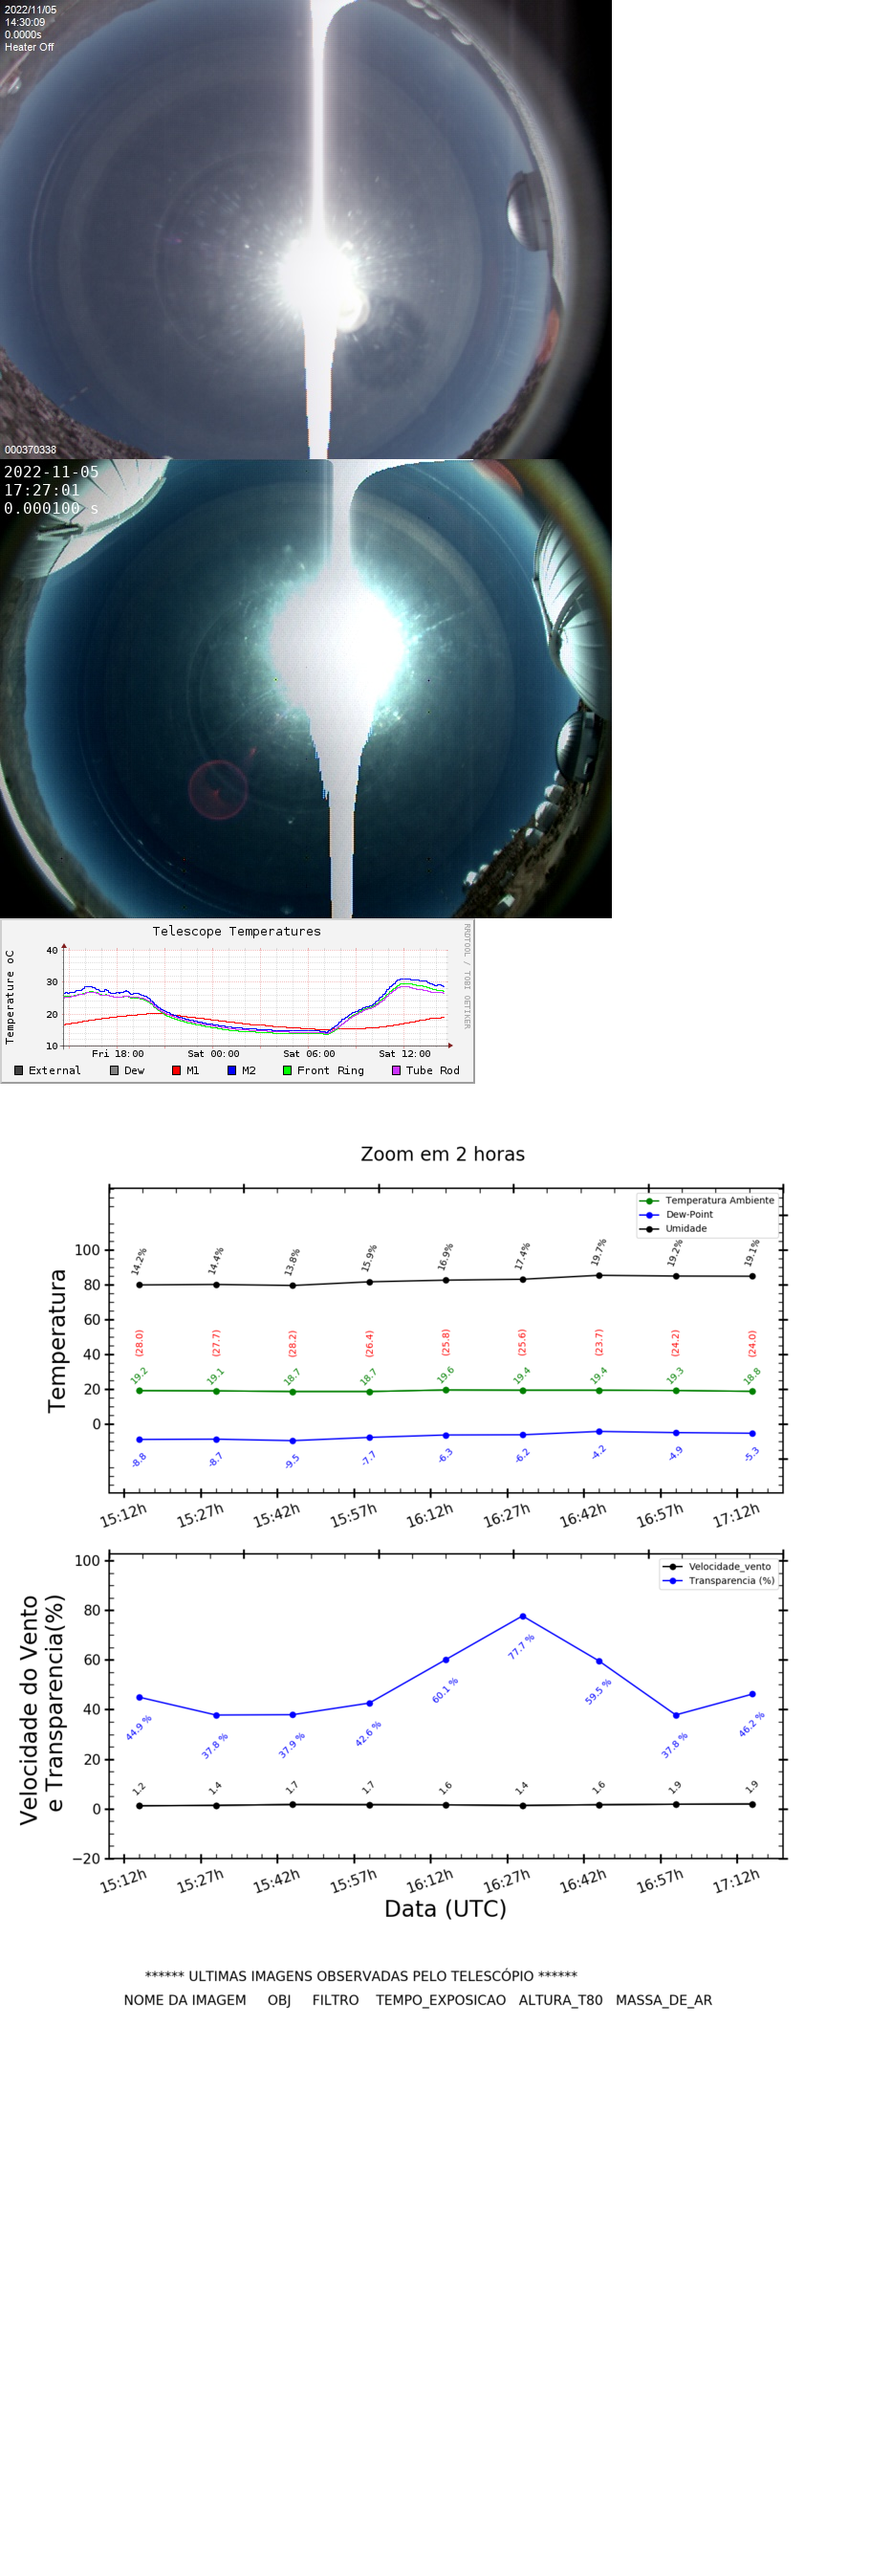 2022/11/05
14:30:09
0.0000s
Heater Off
000370338
2022-11-05
17:27:01
0.000100 s
Telescope Temperatures
RRDTOOL / TOBI OETIKER
Temperature oC
40
30
20
10
Fri 18:00 Sat 00:00 Sat 06:00 Sat 12:00
External Dew M1 M2 Front Ring Tube Rod
Zoom em 2 horas
Temperatura Ambiente
Dew-Point
Umidade
Temperatura
100
80
60
40
20
0
14.2% 14.4% 13.8% 15.9% 16.9% 17.4% 19.7% 19.2% 19.1%
(28.0) (27.7) (28.2) (26.4) (25.8) (25.6) (23.7) (24.2) (24.0)
19.2 19.1 18.7 18.7 19.6 19.4 19.4 19.3 18.8
-8.8 -8.7 -9.5 -7.7 -6.3 -6.2 -4.2 -4.9 -5.3
15:12h 15:27h 15:42h 15:57h 16:12h 16:27h 16:42h 16:57h 17:12h
Velocidade_vento
Transparencia (%)
Velocidade do Vento
e Transparencia(%)
100
80
60
40
20
0
−20
44.9 % 37.8 % 37.9 % 42.6 % 60.1 % 77.7 % 59.5 % 37.8 % 46.2 %
1.2 1.4 1.7 1.7 1.6 1.4 1.6 1.9 1.9
15:12h 15:27h 15:42h 15:57h 16:12h 16:27h 16:42h 16:57h 17:12h
Data (UTC)
****** ULTIMAS IMAGENS OBSERVADAS PELO TELESCÓPIO ******
NOME DA IMAGEM OBJ FILTRO TEMPO_EXPOSICAO ALTURA_T80 MASSA_DE_AR